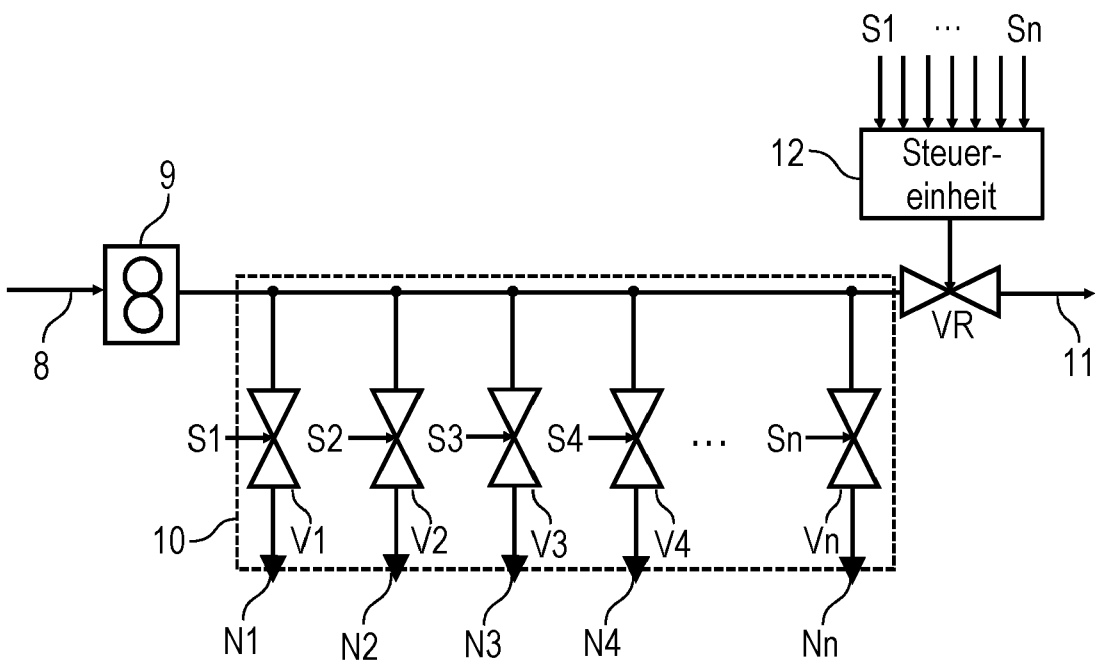 S1 ... Sn
12
Steuer-
einheit
9
8
VR
11
S1 S2 S3 S4 ... Sn
10 V1 V2 V3 V4 Vn
N1 N2 N3 N4 Nn